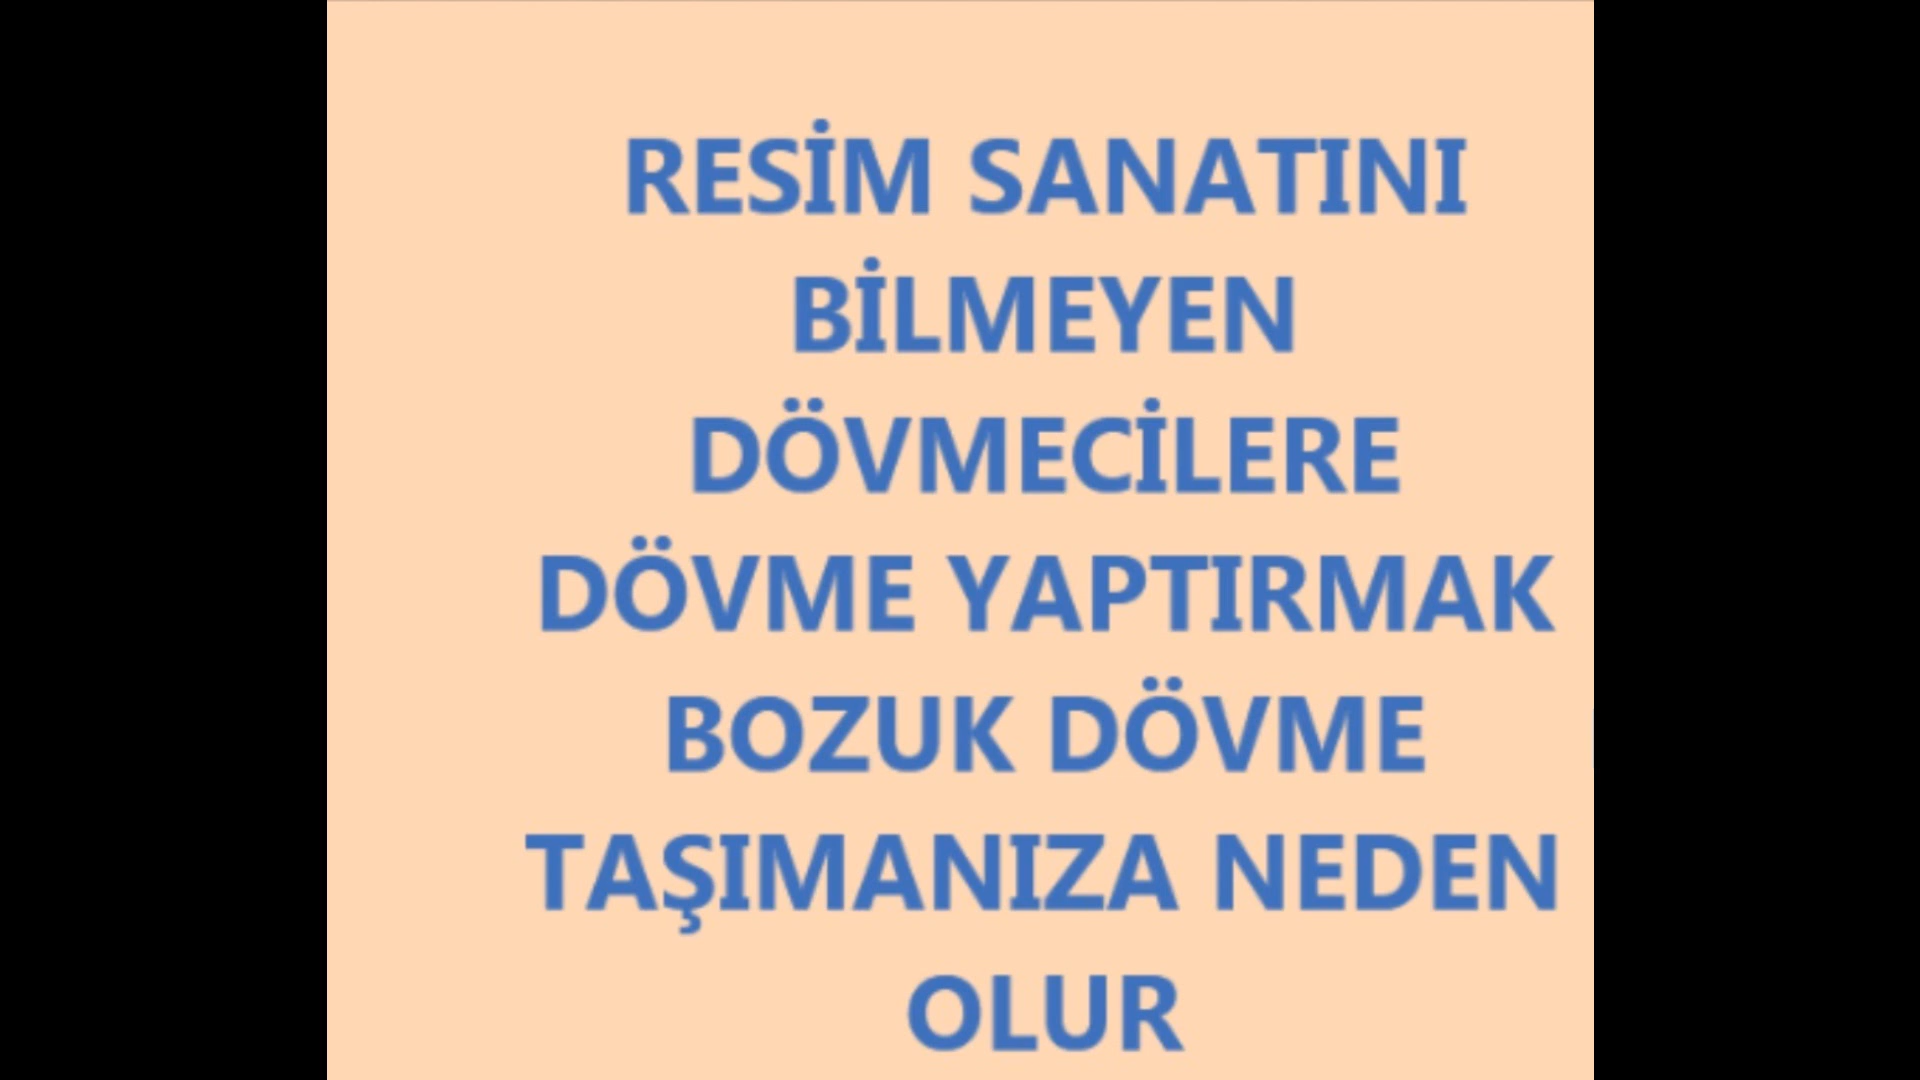 RESİM SANATINI
BİLMEYEN
DÖVMECİLERE
DÖVME YAPTIRMAK
BOZUK DÖVME
TAŞIMANIZA NEDEN
OLUR